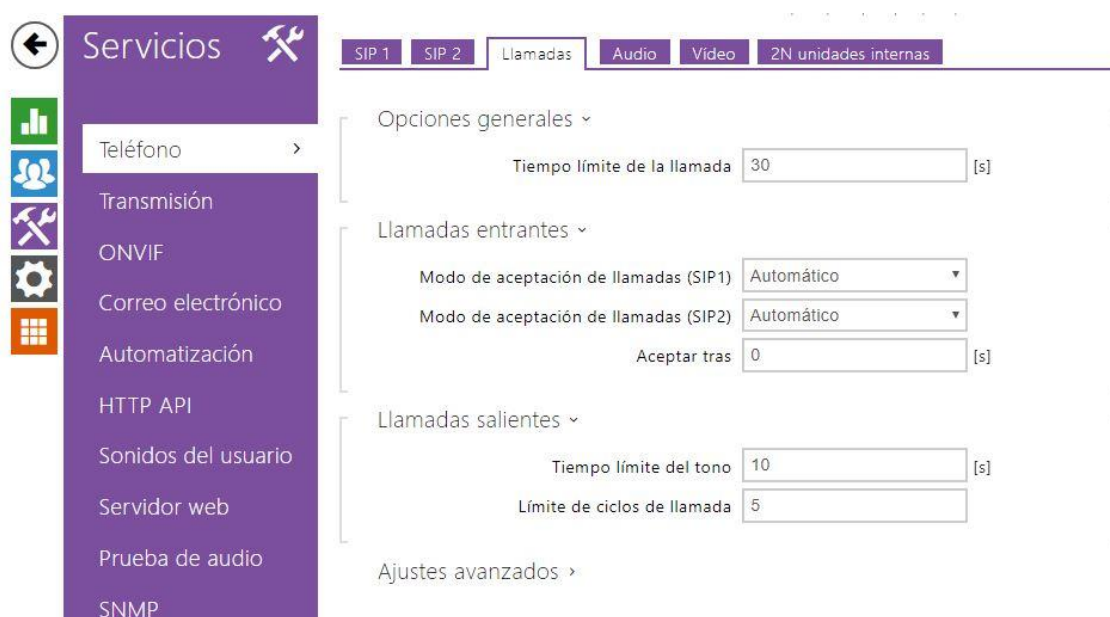 Servicios
SIP 1 SIP 2 Llamadas Audio Vídeo 2N unidades internas
Teléfono
Transmisión
ONVIF
Correo electrónico
Automatización
HTTP API
Sonidos del usuario
Servidor web
Prueba de audio
SNMP
Opciones generales
Tiempo límite de la llamada 30 [s]
Llamadas entrantes
Modo de aceptación de llamadas (SIP1) Automático
Modo de aceptación de llamadas (SIP2) Automático
Aceptar tras 0 [s]
Llamadas salientes
Tiempo límite del tono 10 [s]
Límite de ciclos de llamada 5
Ajustes avanzados